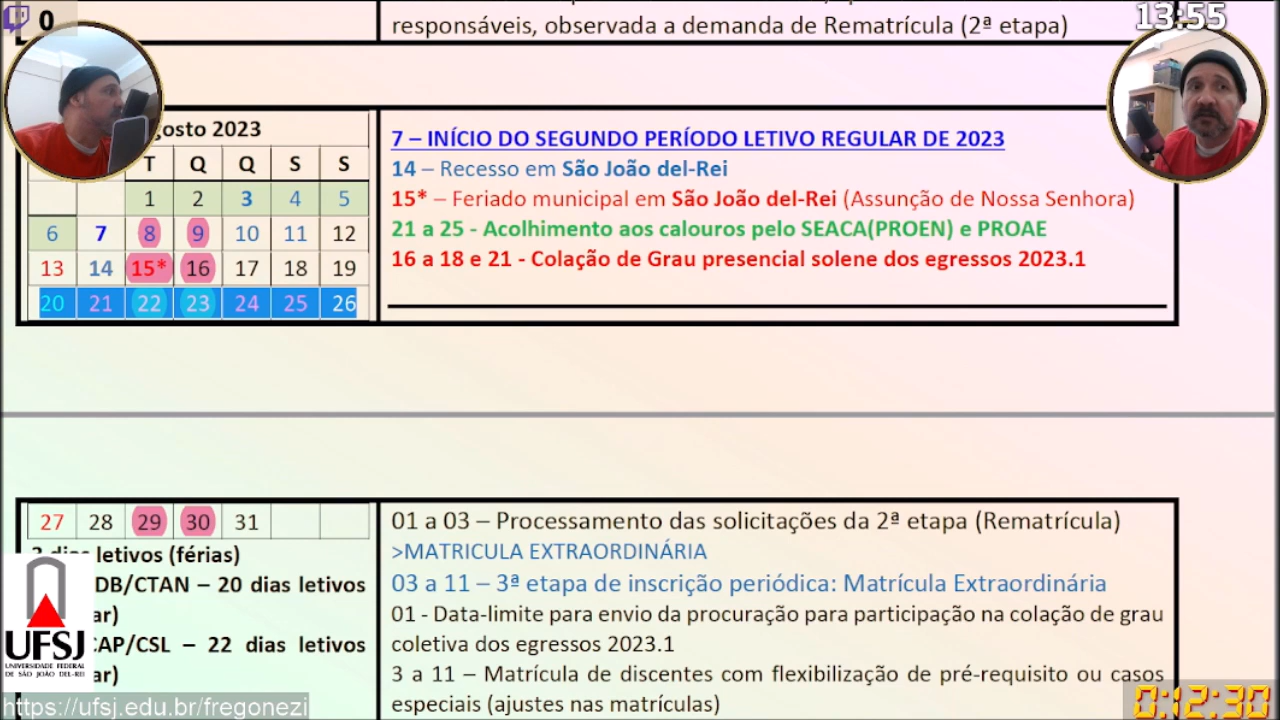 0
13:55
responsáveis, observada a demanda de Rematrícula (2ª etapa)
gosto 2023
T Q Q S S
1 2 3 4 5
6 7 8 9 10 11 12
13 14 15* 16 17 18 19
20 21 22 23 24 25 26
7 – INÍCIO DO SEGUNDO PERÍODO LETIVO REGULAR DE 2023
14 – Recesso em São João del-Rei
15* – Feriado municipal em São João del-Rei (Assunção de Nossa Senhora)
21 a 25 - Acolhimento aos calouros pelo SEACA(PROEN) e PROAE
16 a 18 e 21 - Colação de Grau presencial solene dos egressos 2023.1
27 28 29 30 31
dias letivos (férias)
DB/CTAN – 20 dias letivos
ar)
CAP/CSL – 22 dias letivos
ar)
01 a 03 – Processamento das solicitações da 2ª etapa (Rematrícula)
>MATRICULA EXTRAORDINÁRIA
03 a 11 – 3ª etapa de inscrição periódica: Matrícula Extraordinária
01 - Data-limite para envio da procuração para participação na colação de grau
coletiva dos egressos 2023.1
3 a 11 – Matrícula de discentes com flexibilização de pré-requisito ou casos
especiais (ajustes nas matrículas)
UFSJ
UNIVERSIDADE FEDERAL
DE SÃO JOÃO DEL-REI
https://ufsj.edu.br/fregonezi
0:12:30